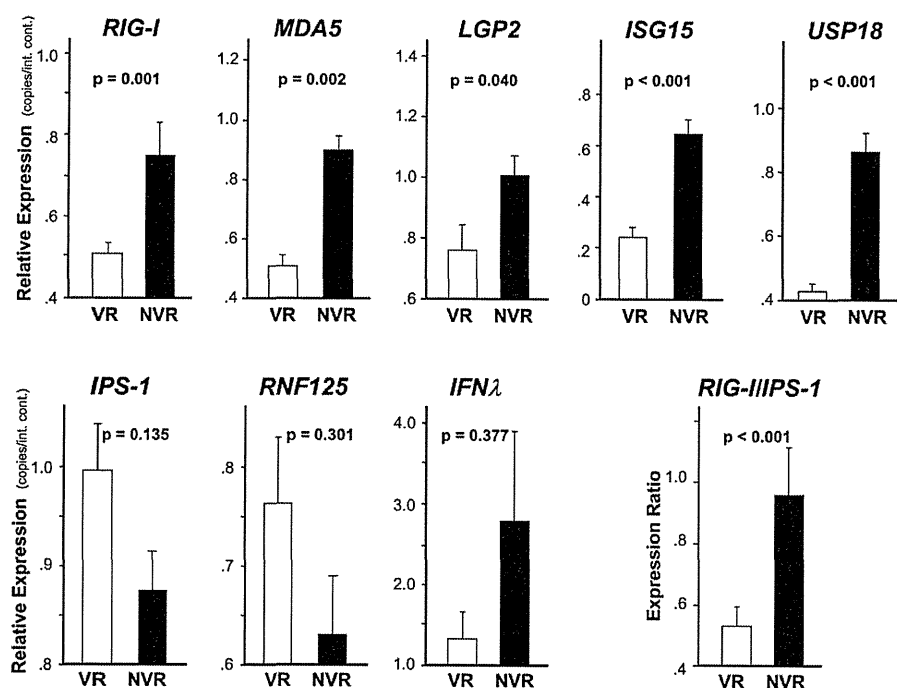 RIG-I MDA5 LGP2 ISG15 USP18
Relative Expression (copies/int. cont.)
1.0 .8 .6 .4
p = 0.001
VR NVR
1.2 1.0 .8 .6 .4
p = 0.002
VR NVR
1.4 1.2 1.0 .8 .6
p = 0.040
VR NVR
.8 .6 .4 .2 0
p < 0.001
VR NVR
1.0 .8 .6 .4
p < 0.001
VR NVR
IPS-1 RNF125 IFNλ RIG-I/IPS-1
Relative Expression (copies/int. cont.)
1.0 .9 .8
p = 0.135
VR NVR
.8 .7 .6
p = 0.301
VR NVR
4.0 3.0 2.0 1.0
p = 0.377
VR NVR
Expression Ratio
1.0 .8 .6 .4
p < 0.001
VR NVR